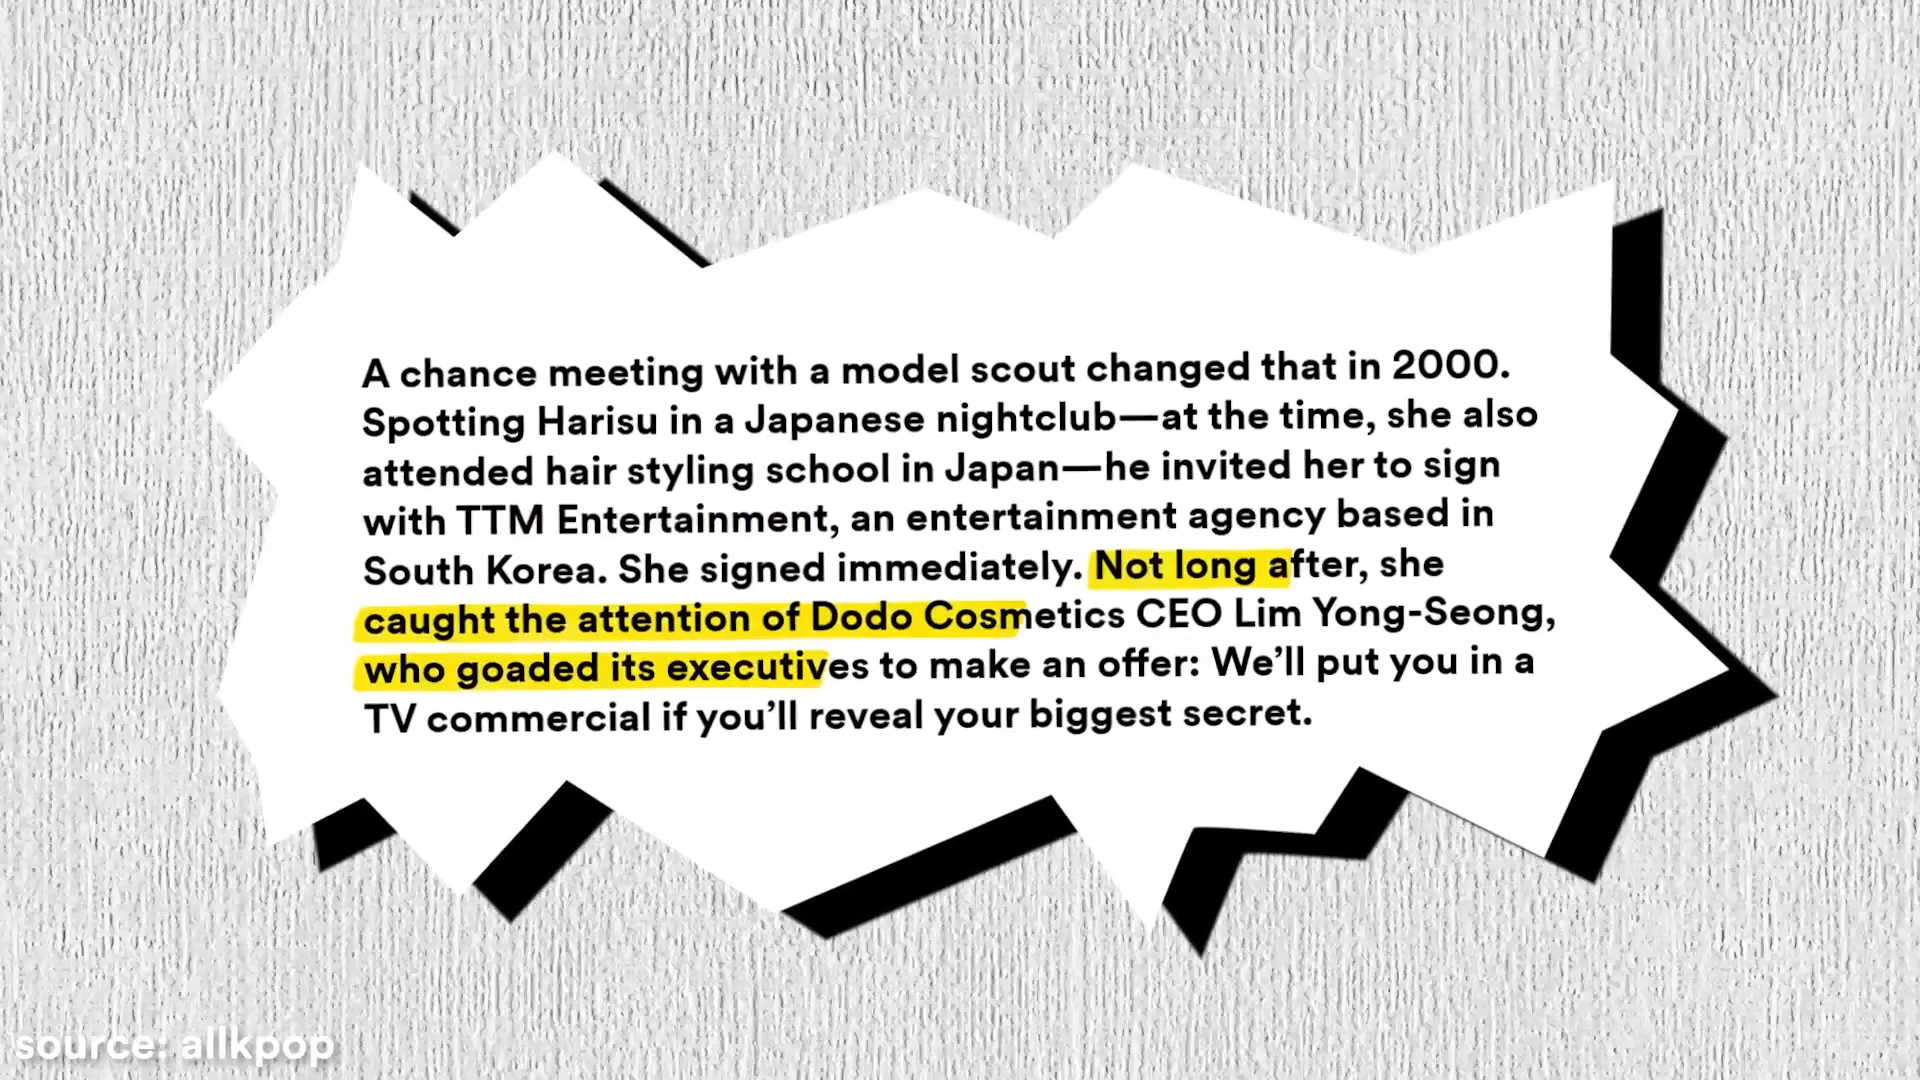 A chance meeting with a model scout changed that in 2000.
Spotting Harisu in a Japanese nightclub—at the time, she also
attended hair styling school in Japan—he invited her to sign
with TTM Entertainment, an entertainment agency based in
South Korea. She signed immediately. Not long after, she
caught the attention of Dodo Cosmetics CEO Lim Yong-Seong,
who goaded its executives to make an offer: We’ll put you in a
TV commercial if you’ll reveal your biggest secret.
source: allkpop